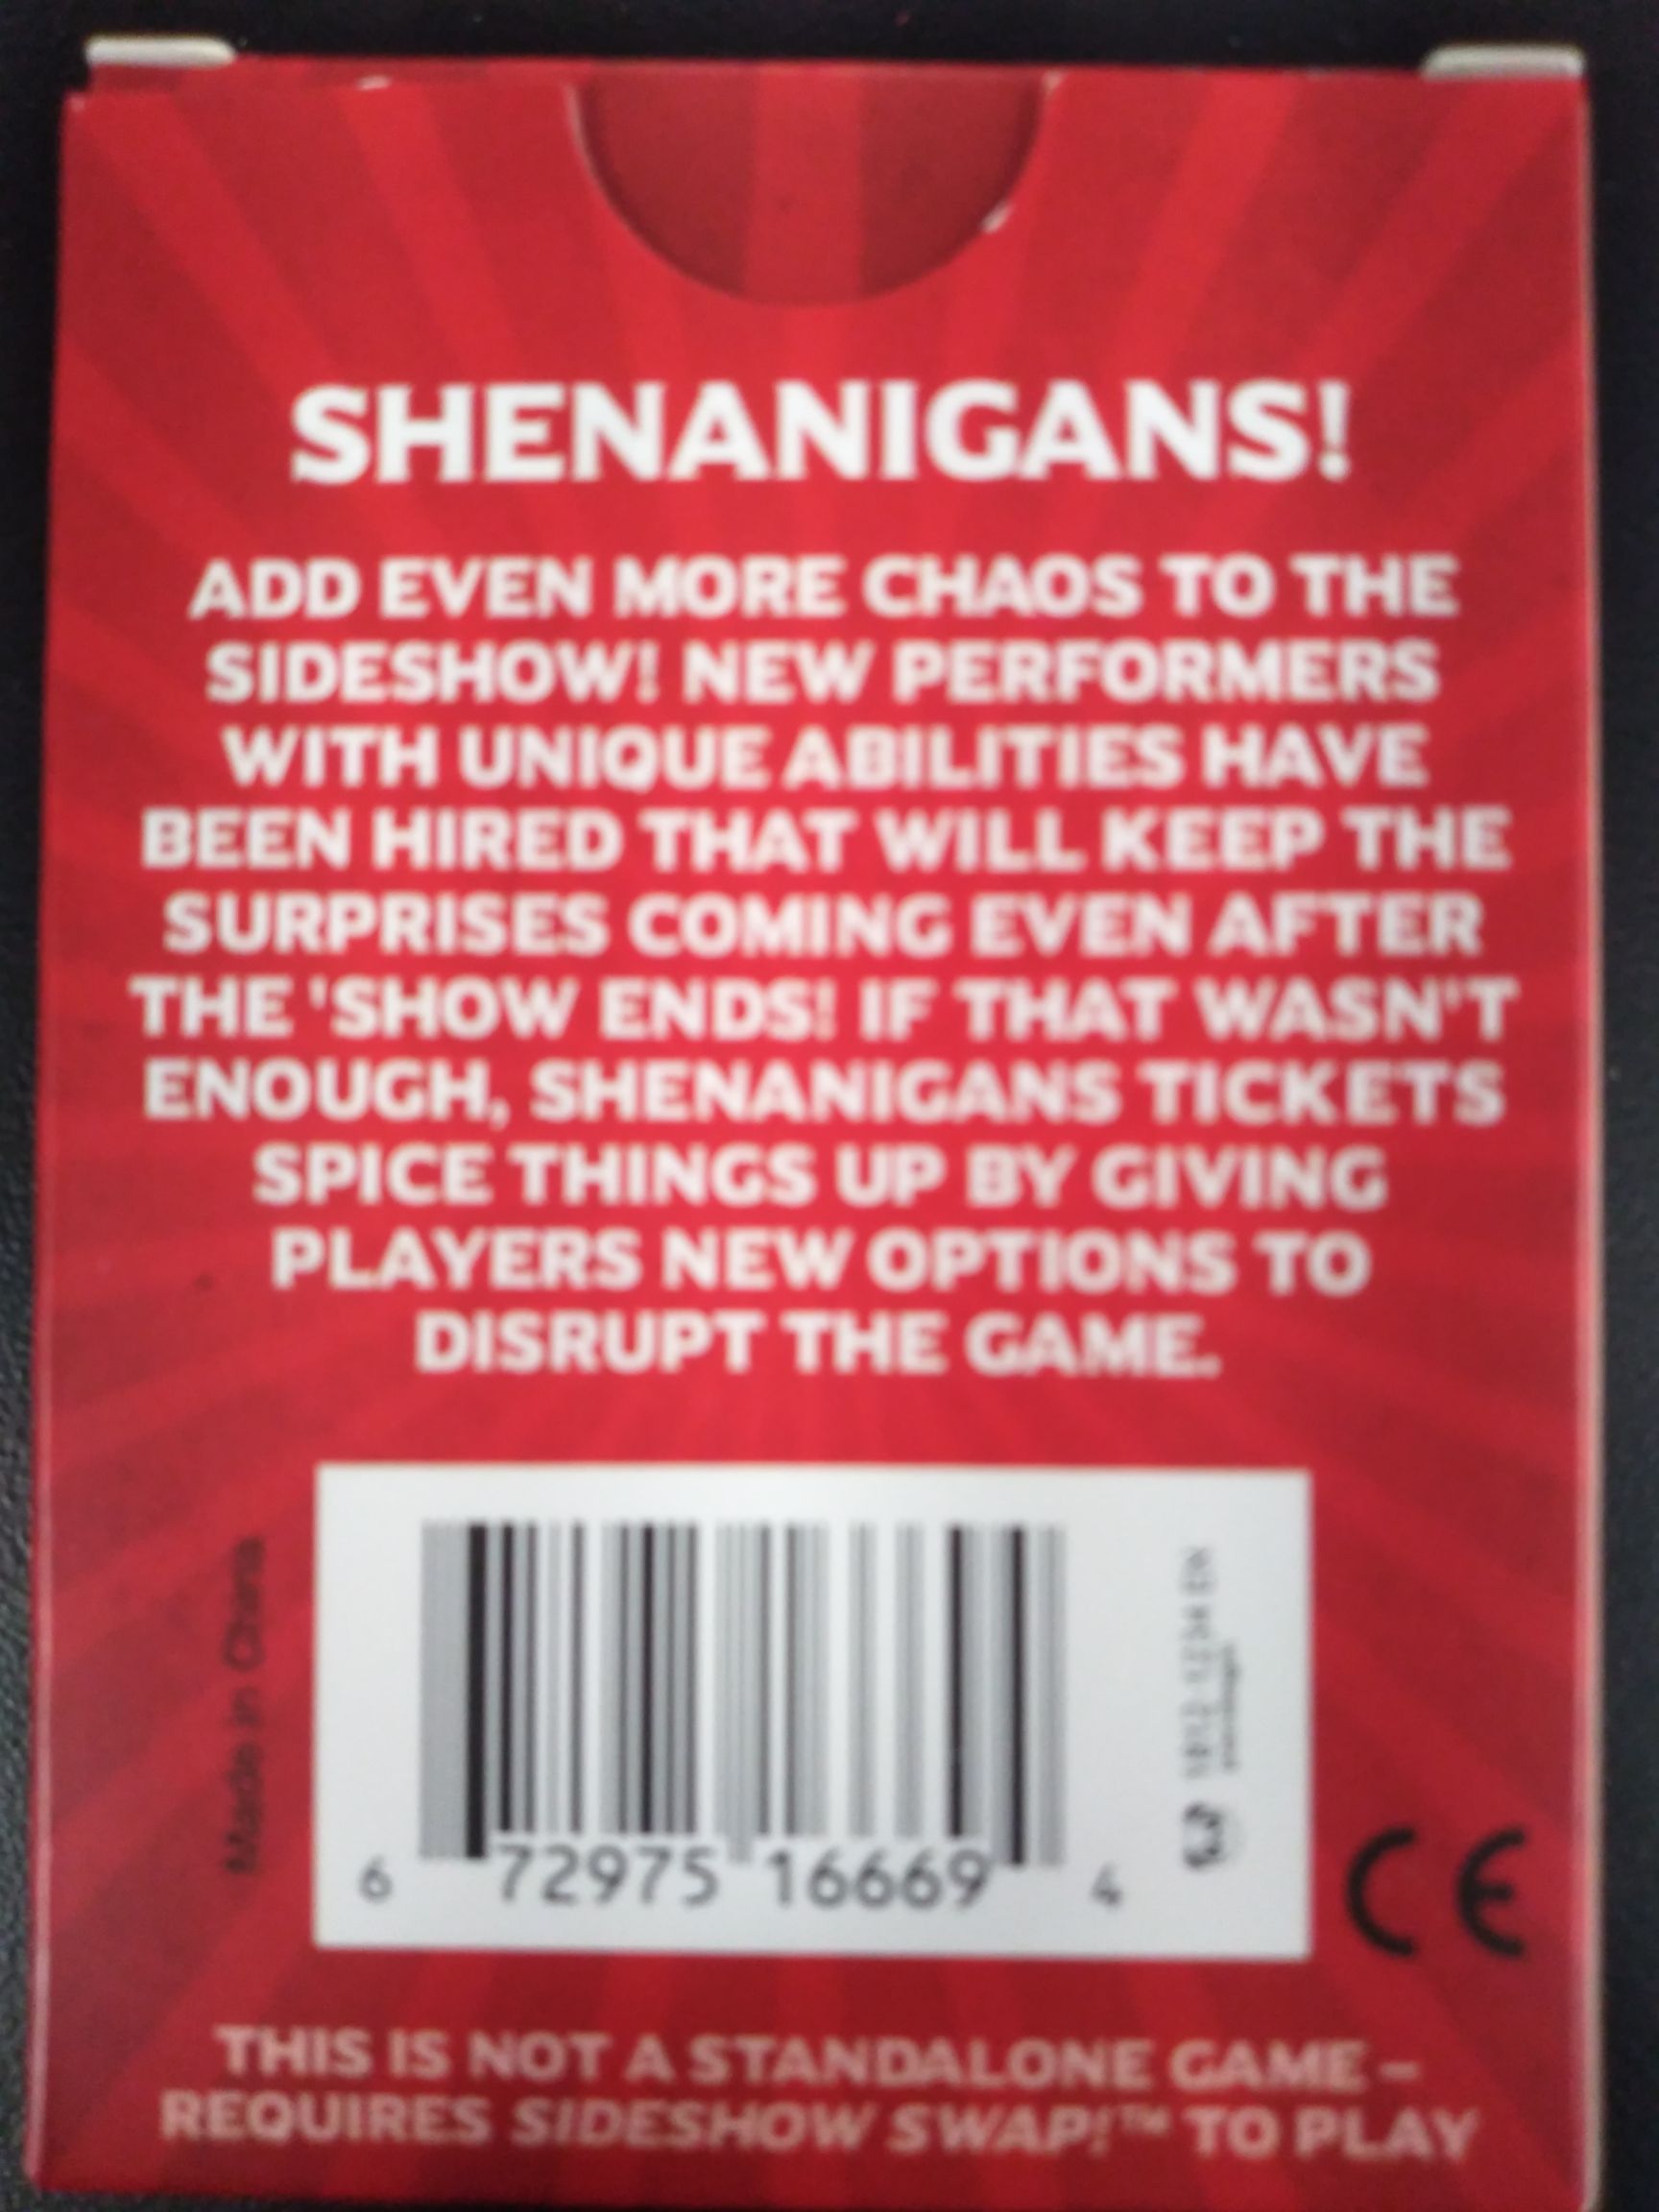 SHENANIGANS!
ADD EVEN MORE CHAOS TO THE
SIDESHOW! NEW PERFORMERS
WITH UNIQUE ABILITIES HAVE
BEEN HIRED THAT WILL KEEP THE
SURPRISES COMING EVEN AFTER
THE 'SHOW ENDS! IF THAT WASN'T
ENOUGH, SHENANIGANS TICKETS
SPICE THINGS UP BY GIVING
PLAYERS NEW OPTIONS TO
DISRUPT THE GAME.
Made in China
6 72975 16669 4
CE
THIS IS NOT A STANDALONE GAME –
REQUIRES SIDESHOW SWAP!™ TO PLAY